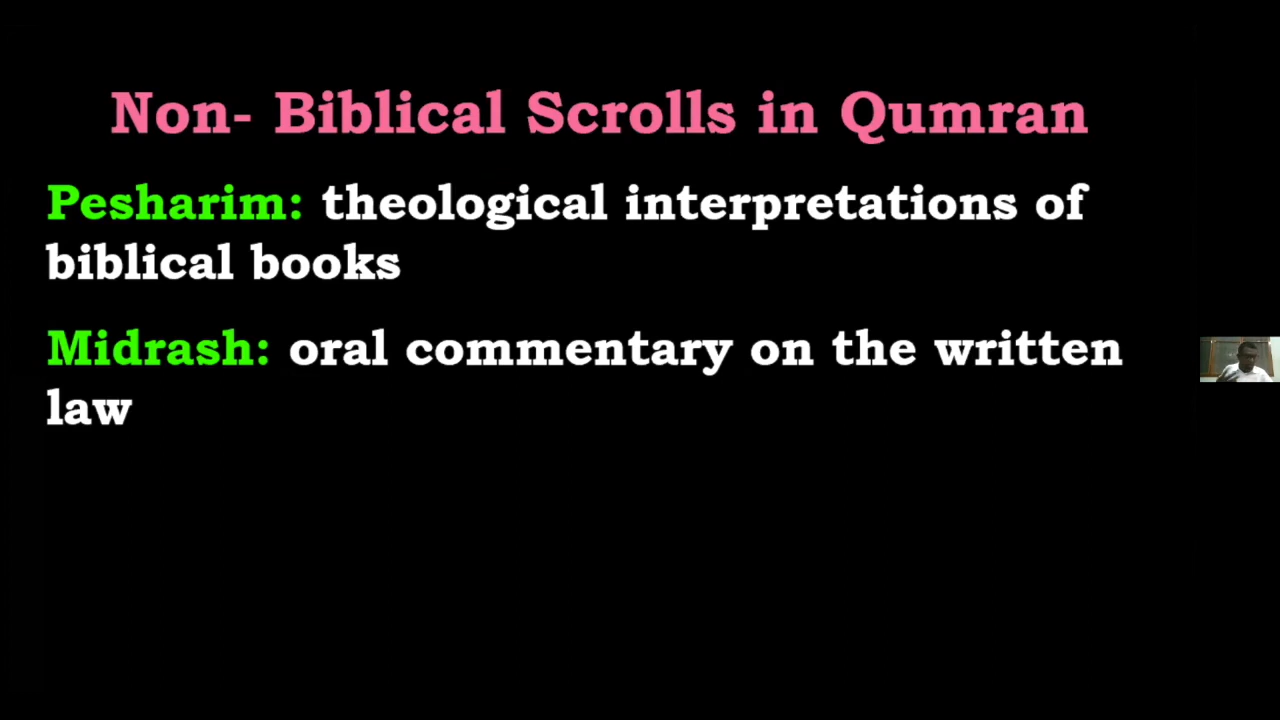 Non- Biblical Scrolls in Qumran
Pesharim: theological interpretations of
biblical books
Midrash: oral commentary on the written
law